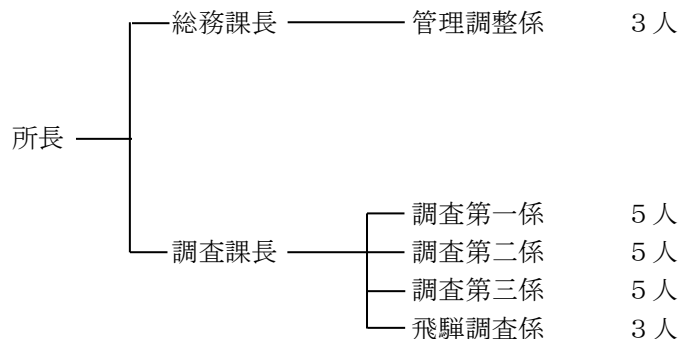 総務課長 管理調整係 3人
所長
調査第一係 5人
調査課長 調査第二係 5人
調査第三係 5人
飛騨調査係 3人